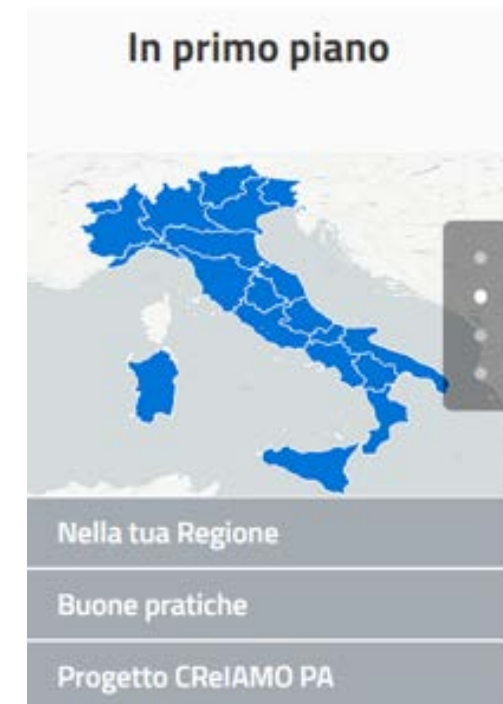 In primo piano
Nella tua Regione
Buone pratiche
Progetto CReIAMO PA